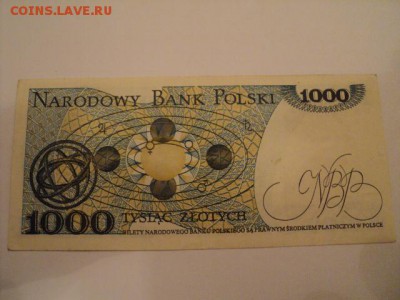 COINS.LAVE.RU
NARODOWY BANK POLSKI
1000
NBP
1000
TYSIĄC ZŁOTYCH
BILETY NARODOWEGO BANKU POLSKIEGO SĄ PRAWNYM ŚRODKIEM PŁATNICZYM W POLSCE